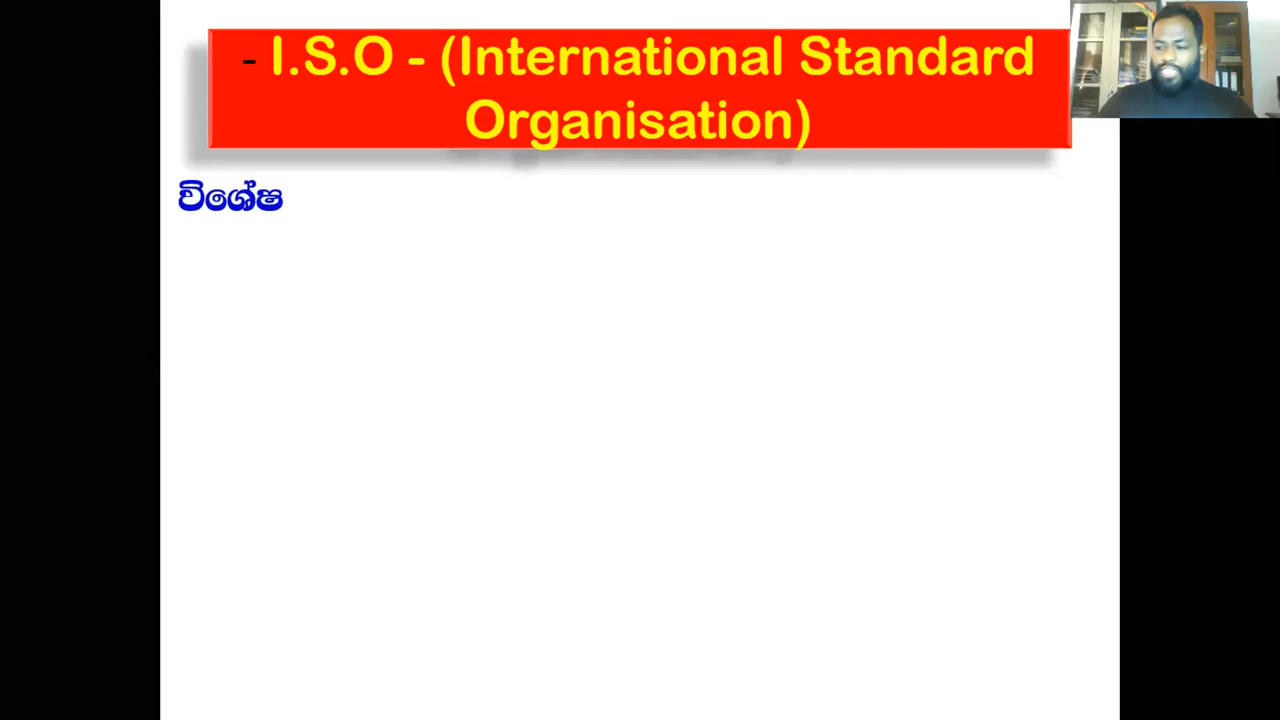 - I.S.O - (International Standard
Organisation)
විශේෂ